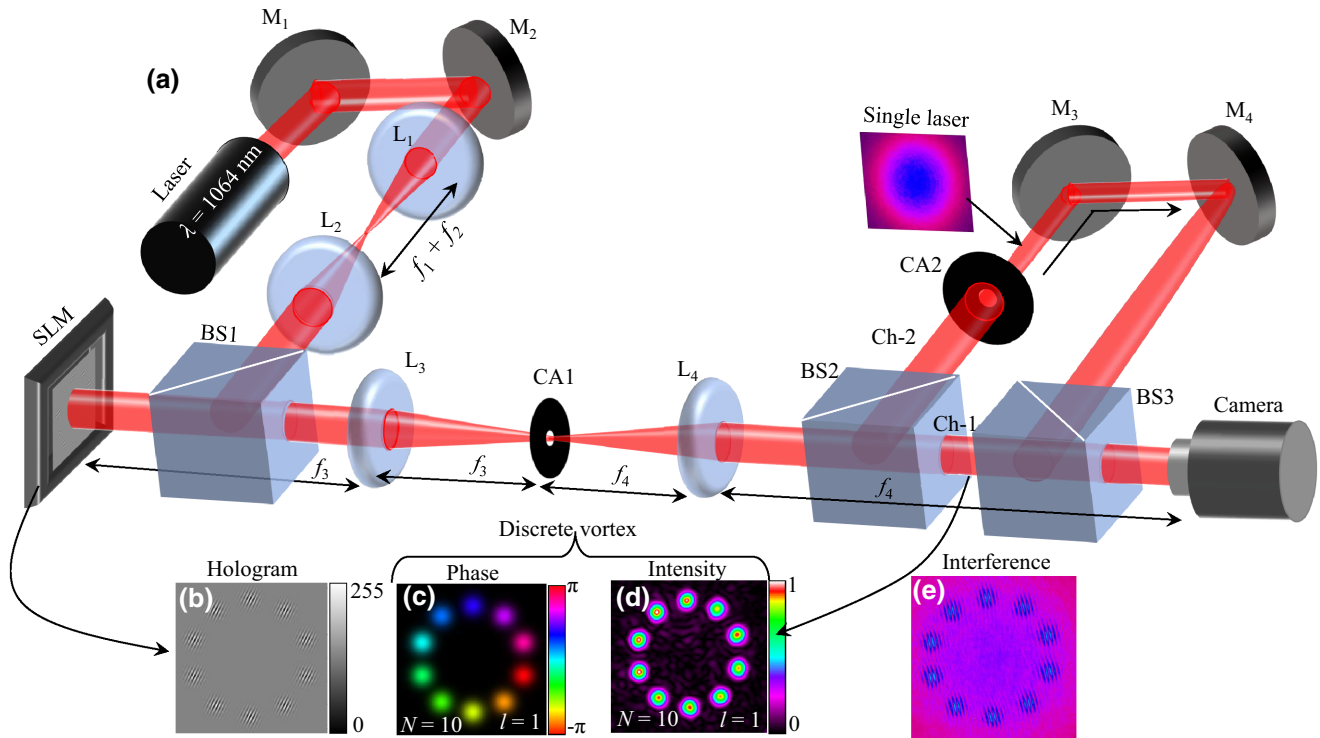 (a)
M₁
M₂
L₁
Laser
λ = 1064 nm
L₂
f₁ + f₂
Single laser
M₃
M₄
CA2
Ch-2
SLM
BS1
L₃
CA1
L₄
BS2
Ch-1
BS3
Camera
f₃
f₃
f₄
f₄
Discrete vortex
Hologram
Phase
Intensity
Interference
(b)
255
0
(c)
π
-π
N = 10
l = 1
(d)
1
0
N = 10
l = 1
(e)